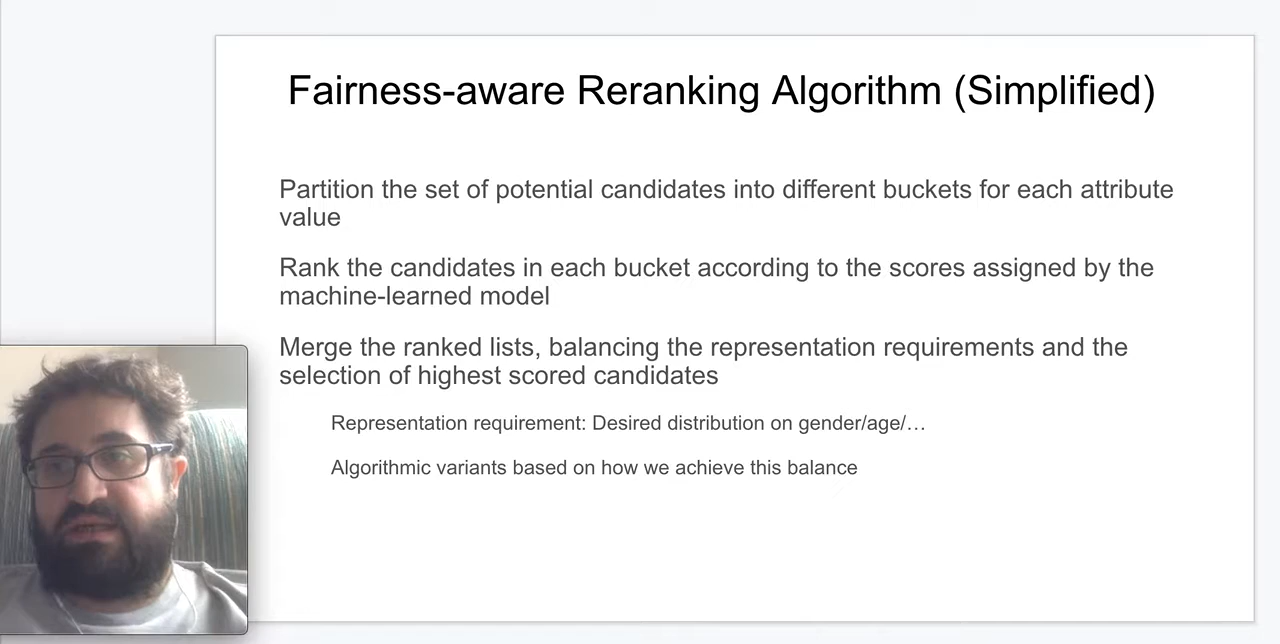 Fairness-aware Reranking Algorithm (Simplified)
Partition the set of potential candidates into different buckets for each attribute
value
Rank the candidates in each bucket according to the scores assigned by the
machine-learned model
Merge the ranked lists, balancing the representation requirements and the
selection of highest scored candidates
Representation requirement: Desired distribution on gender/age/…
Algorithmic variants based on how we achieve this balance